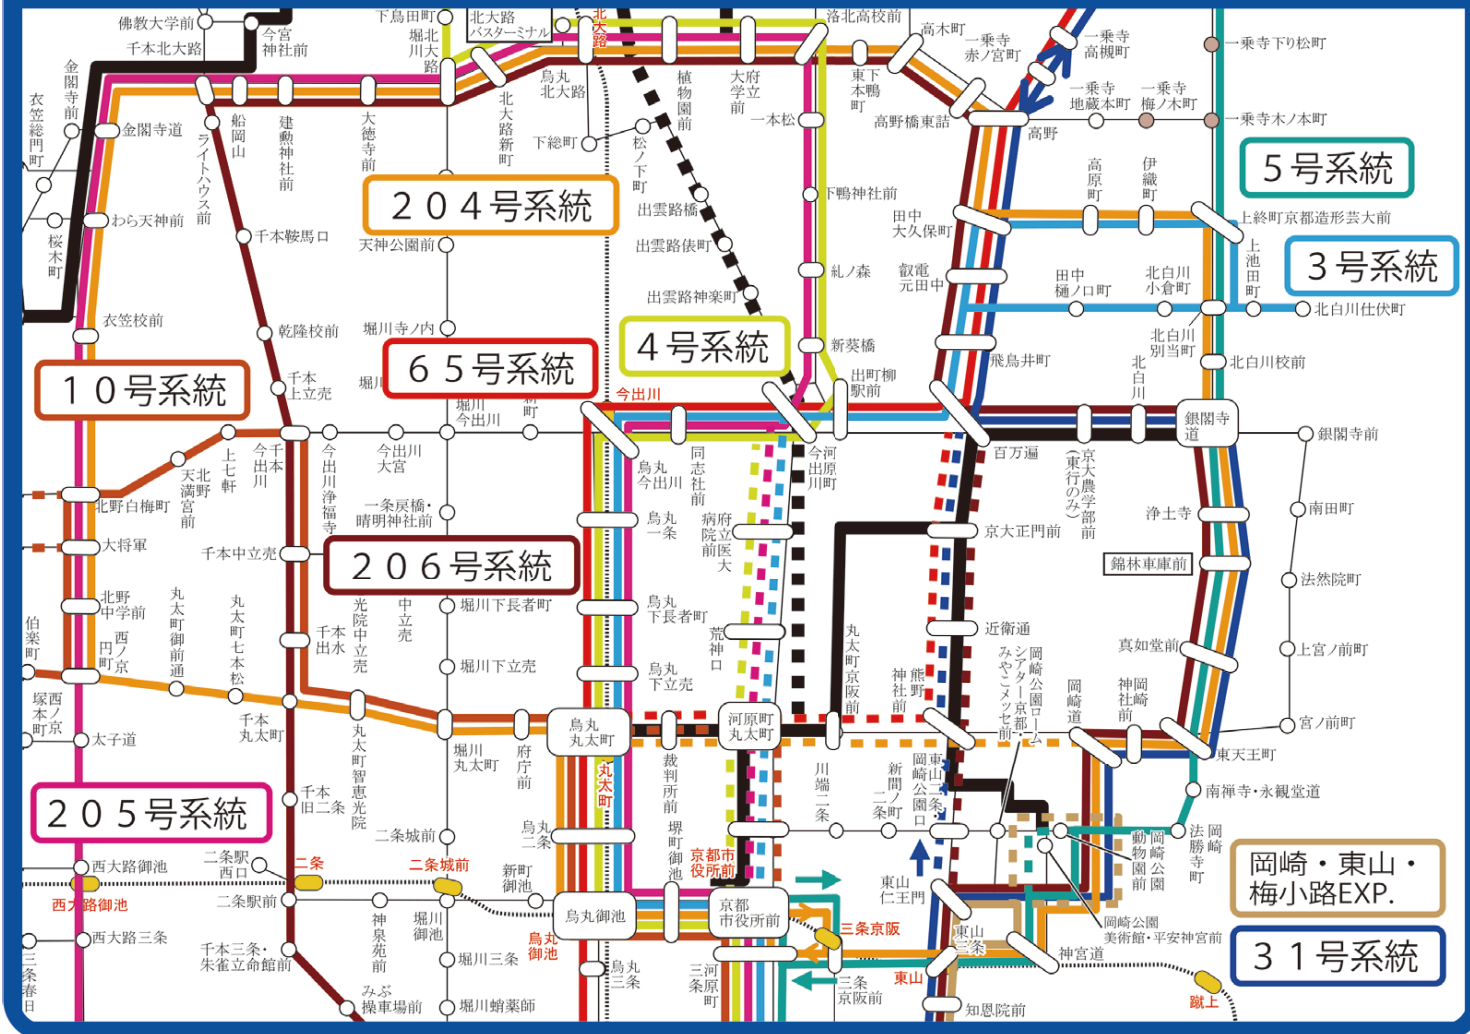 佛教大学前
千本北大路
今宮
神社前
下鳥田町
堀北
川大
路
北大路
バスターミナル
北大路
洛北高校前
高木町
一乗寺
赤ノ宮町
一乗寺
高槻町
一乗寺下り松町
金閣寺前
衣笠総門町
金閣寺道
ライトハウス前
船岡山
建勲神社前
大徳寺前
北大路新町
烏丸
北大路
植物園前
大府
学立
前
東下
本鴨
町
一本松
高野橋東詰
高野
一乗寺
地蔵本町
一乗寺
梅ノ木町
一乗寺木ノ本町
下総町
松ノ下町
5号系統
わら天神前
桜木町
千本鞍馬口
204号系統
天神公園前
出雲路橋
出雲路俵町
下鴨神社前
田中
大久保町
高原町
伊織町
上終町京都造形芸大前
3号系統
糺ノ森
叡電
元田中
田中
樋ノ口町
北白川
小倉町
上池田町
北白川仕伏町
出雲路神楽町
衣笠校前
乾隆校前
堀川寺ノ内
65号系統
4号系統
新葵橋
飛鳥井町
北白川
別当町
北白川校前
北白川
10号系統
千本
上立売
堀川
今出川
今出川
出町柳
駅前
銀閣寺
道
銀閣寺前
上七軒
今千
出本
川
今出川浄福寺
今出川
大宮
烏丸
今出川
同志社前
今河
出原
川町
百万遍
京大農学部前
(東行のみ)
天北
満野
宮
前
北野白梅町
一条戻橋・
晴明神社前
烏丸
一条
病府
院立
前医
大
京大正門前
浄土寺
南田町
大将軍
千本中立売
206号系統
錦林車庫前
法然院町
北野
中学前
丸太町御前通
丸太町七本松
千本
出水
中立売
堀川下長者町
烏丸
下長者町
荒神口
丸太町京阪前
熊野
神社前
近衛通
岡崎公園ローム
シアター京都・
みやこメッセ前
岡崎道
岡崎
神社前
真如堂前
上宮ノ前町
伯楽町
西ノ京
円町
堀川下立売
烏丸
下立売
西ノ京
塚本町
太子道
千本
丸太町
丸太町智恵光院
堀川
丸太町
府庁前
烏丸
丸太町
丸太町
裁判所前
河原町
丸太町
宮ノ前町
東天王町
205号系統
千本
旧二条
二条城前
烏丸
二条
堺町御池
京都市
役所前
川端二条
新間ノ町
二条
東山二条・
岡崎公園口
南禅寺・永観堂道
岡崎
法勝寺町
岡崎公園
動物園前
岡崎・東山・
梅小路EXP.
西大路御池
西大路御池
二条駅
西口
二条
二条城前
新町
御池
二条駅前
神泉苑前
堀川
御池
烏丸御池
烏丸
御池
京都
市役所前
東山
仁王門
三条京阪
東山
三条
神宮道
岡崎公園
美術館・平安神宮前
31号系統
西大路三条
三条春日
千本三条・
朱雀立命館前
堀川三条
烏丸
三条
河原町
三条
三条
京阪前
東山
蹴上
みぶ
操車場前
堀川蛸薬師
知恩院前